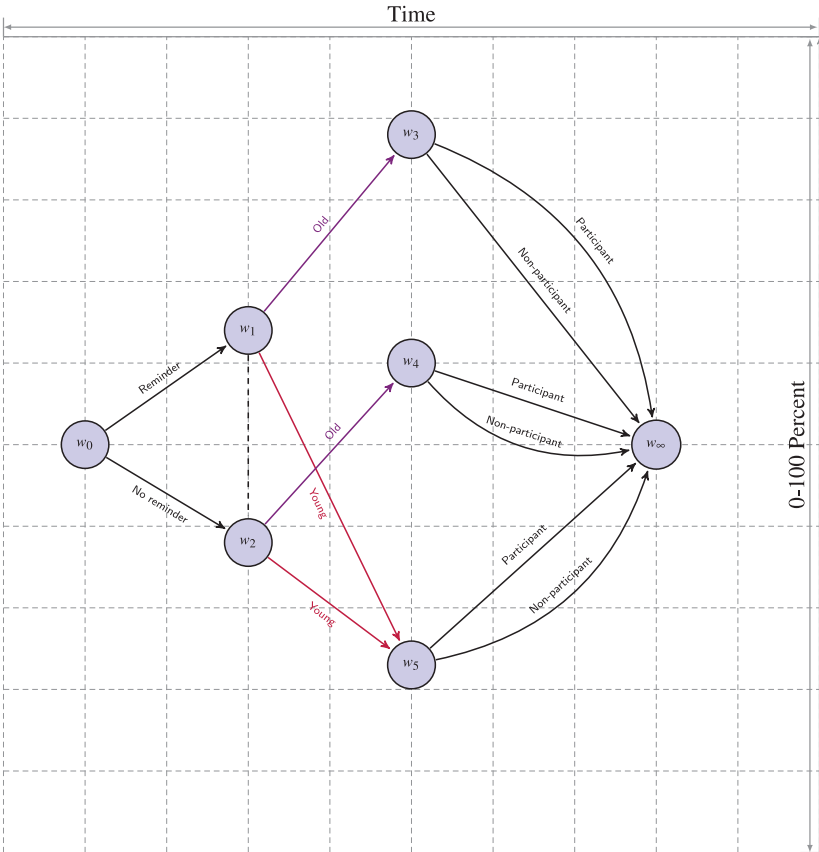 Time
w3
Participant
Old
Non-participant
w1
w4
Reminder
Participant
0-100 Percent
Old
Non-participant
w0
w∞
Young
No reminder
w2
Participant
Non-participant
Young
w5